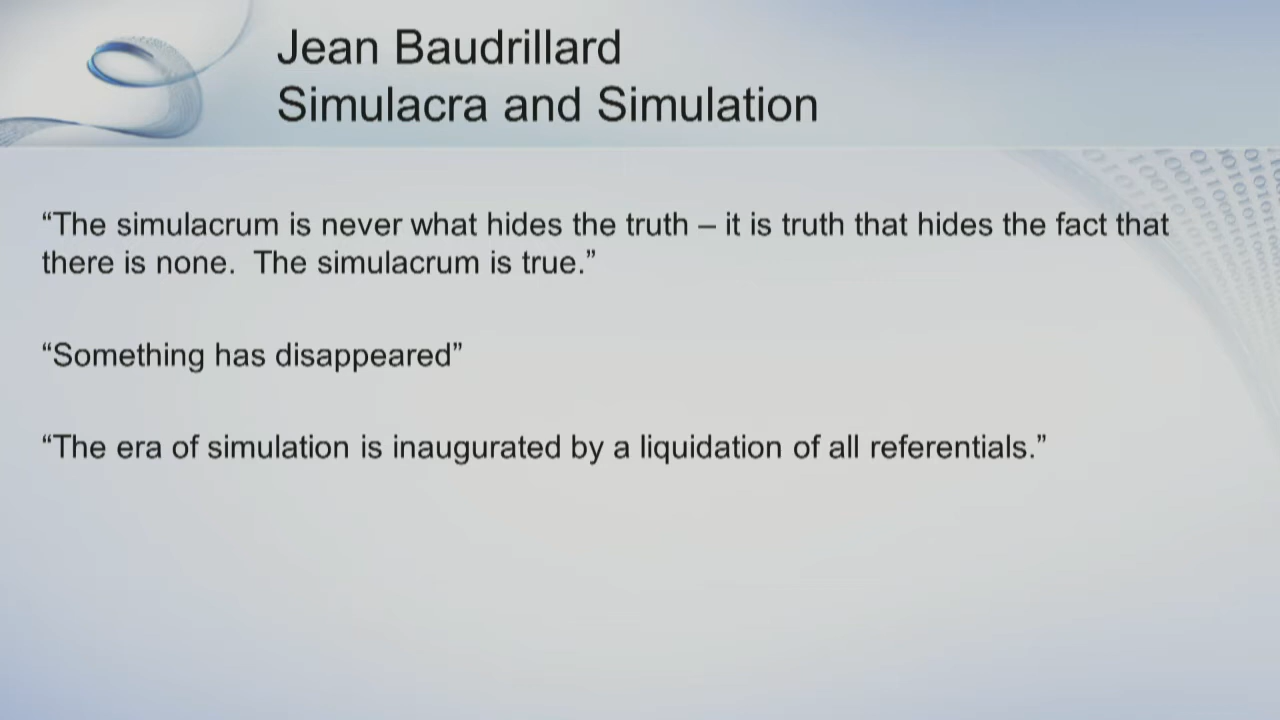 Jean Baudrillard
Simulacra and Simulation
“The simulacrum is never what hides the truth – it is truth that hides the fact that
there is none.  The simulacrum is true.”
“Something has disappeared”
“The era of simulation is inaugurated by a liquidation of all referentials.”